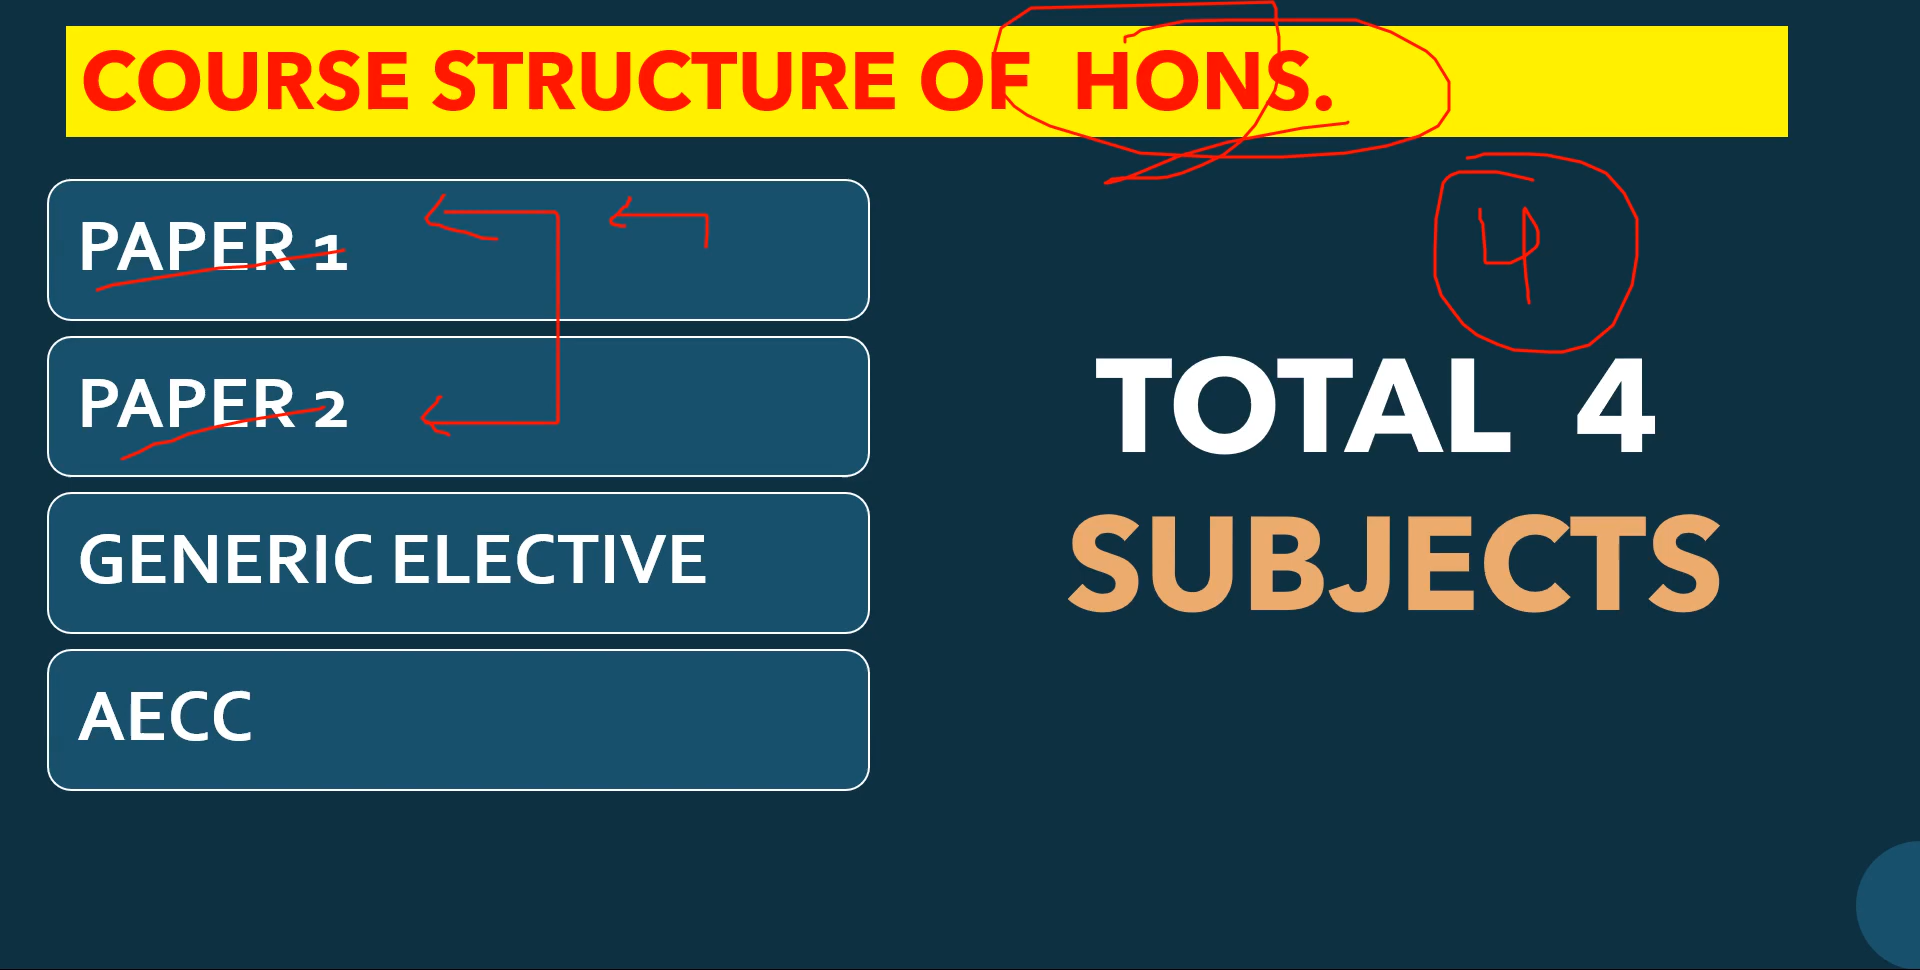 COURSE STRUCTURE OF HONS.
PAPER 1
PAPER 2
GENERIC ELECTIVE
AECC
4
TOTAL 4
SUBJECTS